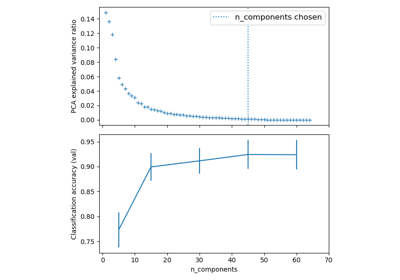 0.14
0.12
0.10
0.08
0.06
0.04
0.02
0.00
PCA explained variance ratio
n_components chosen
0.95
0.90
0.85
0.80
0.75
Classification accuracy (val)
0 10 20 30 40 50 60 70
n_components